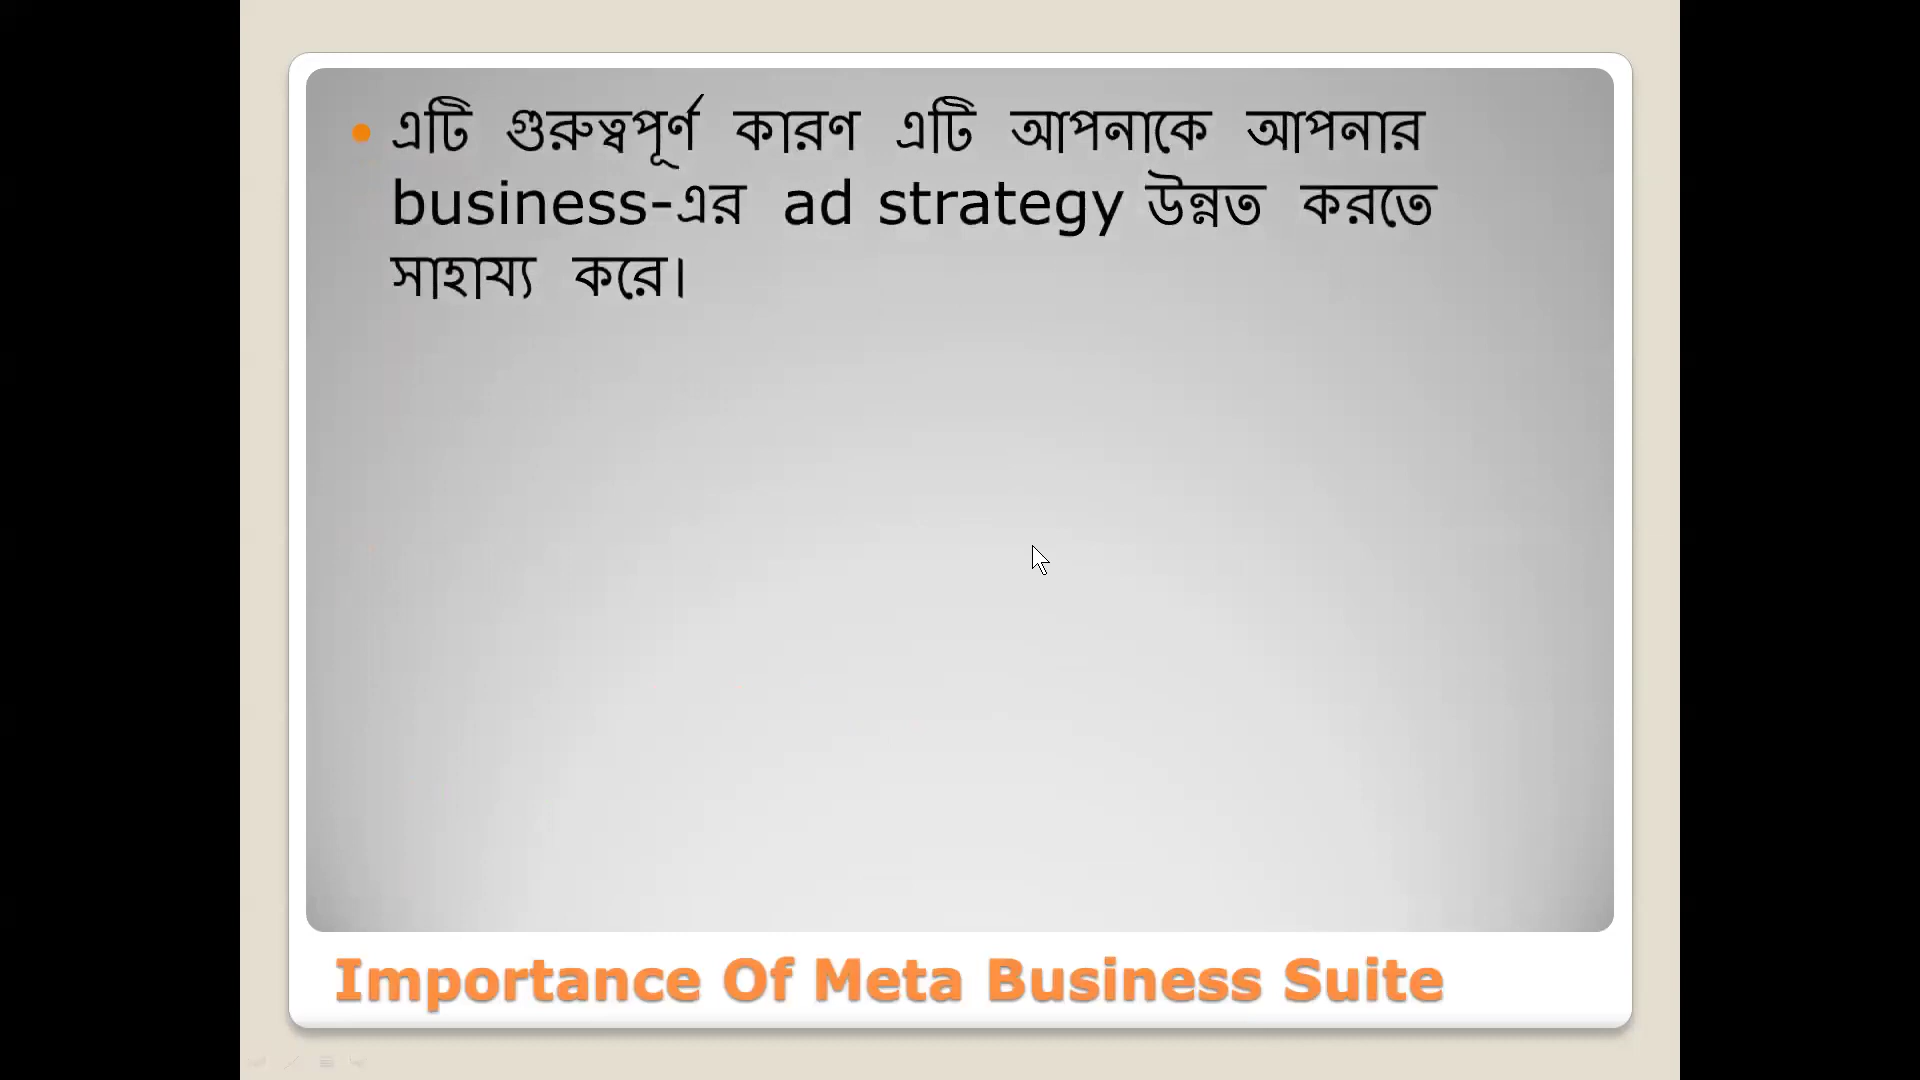 এটি গুরুত্বপূর্ণ কারণ এটি আপনাকে আপনার
business-এর ad strategy উন্নত করতে
সাহায্য করে।
Importance Of Meta Business Suite